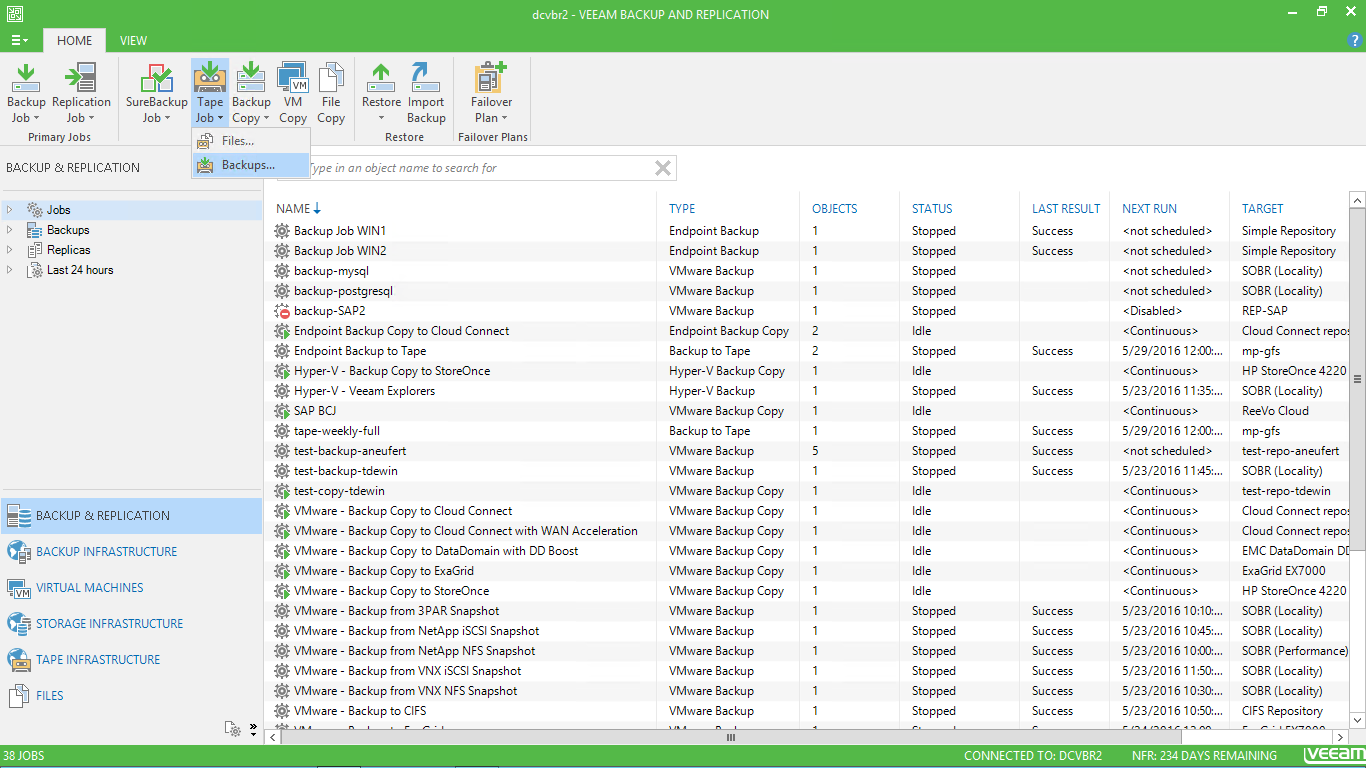 dcvbr2 - VEEAM BACKUP AND REPLICATION
HOME VIEW
Backup Job Replication Job SureBackup Job Tape Job Backup Copy VM Copy File Copy Restore Import Backup Failover Plan
Primary Jobs Restore Failover Plans
Files...
Backups...
BACKUP & REPLICATION
Type in an object name to search for
Jobs
Backups
Replicas
Last 24 hours
BACKUP & REPLICATION
BACKUP INFRASTRUCTURE
VIRTUAL MACHINES
STORAGE INFRASTRUCTURE
TAPE INFRASTRUCTURE
FILES
NAME TYPE OBJECTS STATUS LAST RESULT NEXT RUN TARGET
Backup Job WIN1 Endpoint Backup 1 Stopped Success <not scheduled> Simple Repository
Backup Job WIN2 Endpoint Backup 1 Stopped Success <not scheduled> Simple Repository
backup-mysql VMware Backup 1 Stopped <not scheduled> SOBR (Locality)
backup-postgresql VMware Backup 1 Stopped <not scheduled> SOBR (Locality)
backup-SAP2 VMware Backup 1 Stopped <Disabled> REP-SAP
Endpoint Backup Copy to Cloud Connect Endpoint Backup Copy 2 Idle <Continuous> Cloud Connect repos
Endpoint Backup to Tape Backup to Tape 2 Stopped Success 5/29/2016 12:00:... mp-gfs
Hyper-V - Backup Copy to StoreOnce Hyper-V Backup Copy 1 Idle <Continuous> HP StoreOnce 4220
Hyper-V - Veeam Explorers Hyper-V Backup 1 Stopped Success 5/23/2016 11:35:... SOBR (Locality)
SAP BCJ VMware Backup Copy 1 Idle <Continuous> ReeVo Cloud
tape-weekly-full Backup to Tape 1 Stopped Success 5/29/2016 12:00:... mp-gfs
test-backup-aneufert VMware Backup 5 Stopped Success <not scheduled> test-repo-aneufert
test-backup-tdewin VMware Backup 1 Stopped Success 5/23/2016 11:45:... SOBR (Locality)
test-copy-tdewin VMware Backup Copy 1 Idle <Continuous> test-repo-tdewin
VMware - Backup Copy to Cloud Connect VMware Backup Copy 1 Idle <Continuous> Cloud Connect repos
VMware - Backup Copy to Cloud Connect with WAN Acceleration VMware Backup Copy 1 Idle <Continuous> Cloud Connect repos
VMware - Backup Copy to DataDomain with DD Boost VMware Backup Copy 1 Idle <Continuous> EMC DataDomain DD
VMware - Backup Copy to ExaGrid VMware Backup Copy 1 Idle <Continuous> ExaGrid EX7000
VMware - Backup Copy to StoreOnce VMware Backup Copy 1 Idle <Continuous> HP StoreOnce 4220
VMware - Backup from 3PAR Snapshot VMware Backup 1 Stopped Success 5/23/2016 10:10:... SOBR (Locality)
VMware - Backup from NetApp iSCSI Snapshot VMware Backup 1 Stopped Success 5/23/2016 10:45:... SOBR (Locality)
VMware - Backup from NetApp NFS Snapshot VMware Backup 1 Stopped Success 5/23/2016 10:00:... SOBR (Performance)
VMware - Backup from VNX iSCSI Snapshot VMware Backup 1 Stopped Success 5/23/2016 11:50:... SOBR (Locality)
VMware - Backup from VNX NFS Snapshot VMware Backup 1 Stopped Success 5/23/2016 10:30:... SOBR (Locality)
VMware - Backup to CIFS VMware Backup 1 Stopped Success 5/23/2016 10:50:... CIFS Repository
38 JOBS CONNECTED TO: DCVBR2 NFR: 234 DAYS REMAINING veeam